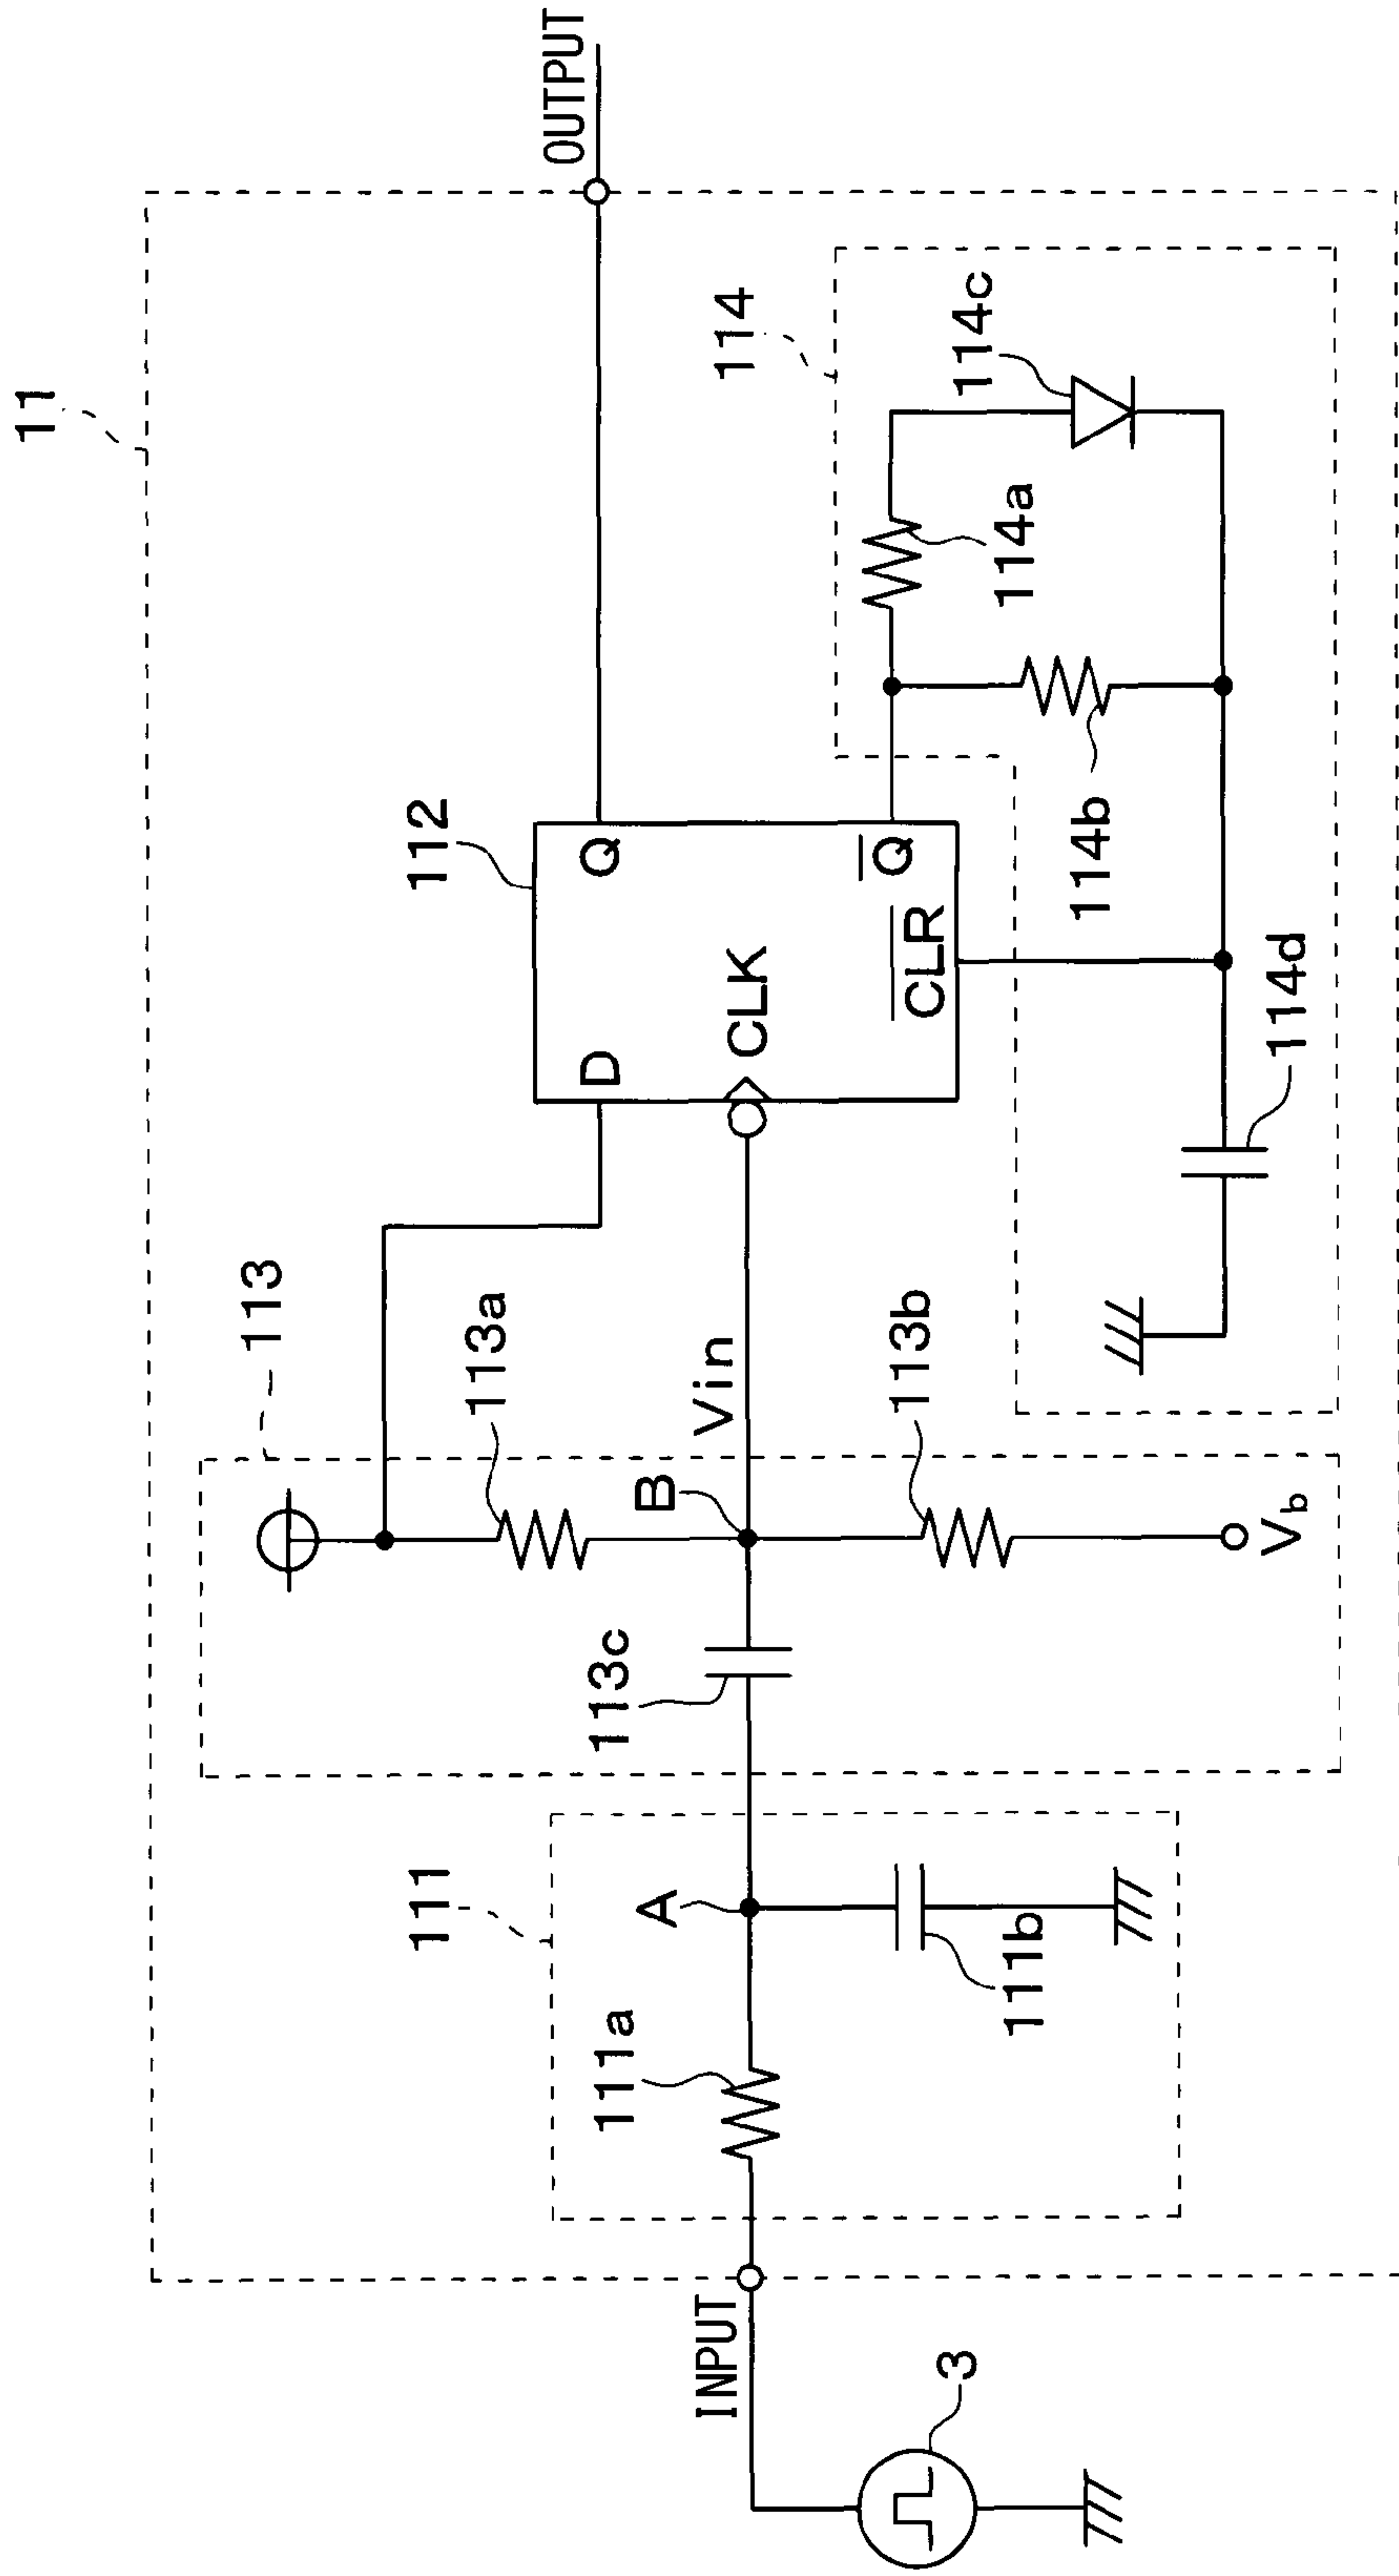 11
OUTPUT
114
114c
114a
114b
114d
112
Q
Q
CLR
CLK
D
113
113a
Vin
113b
B
Vb
113c
111
A
111b
111a
INPUT
3